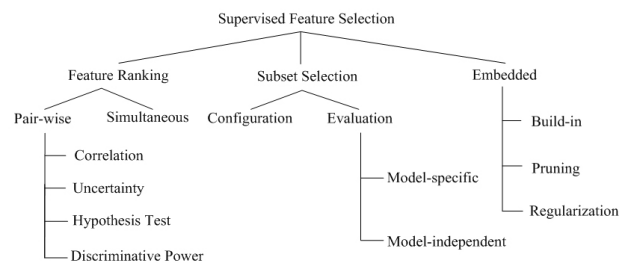 Supervised Feature Selection
Feature Ranking
Subset Selection
Embedded
Pair-wise
Simultaneous
Configuration
Evaluation
Build-in
Correlation
Model-specific
Pruning
Uncertainty
Hypothesis Test
Regularization
Model-independent
Discriminative Power